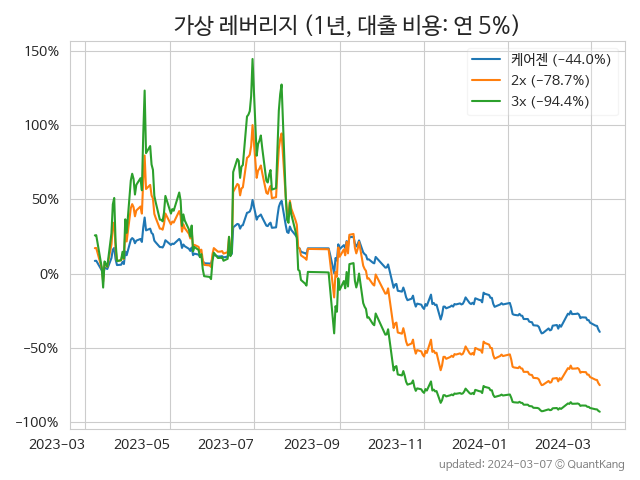 가상 레버리지 (1년, 대출 비용: 연 5%)
케어젠 (−44.0%)
2x (−78.7%)
3x (−94.4%)
150%
100%
50%
0%
−50%
−100%
2023-03 2023-05 2023-07 2023-09 2023-11 2024-01 2024-03
updated: 2024-03-07 © QuantKang